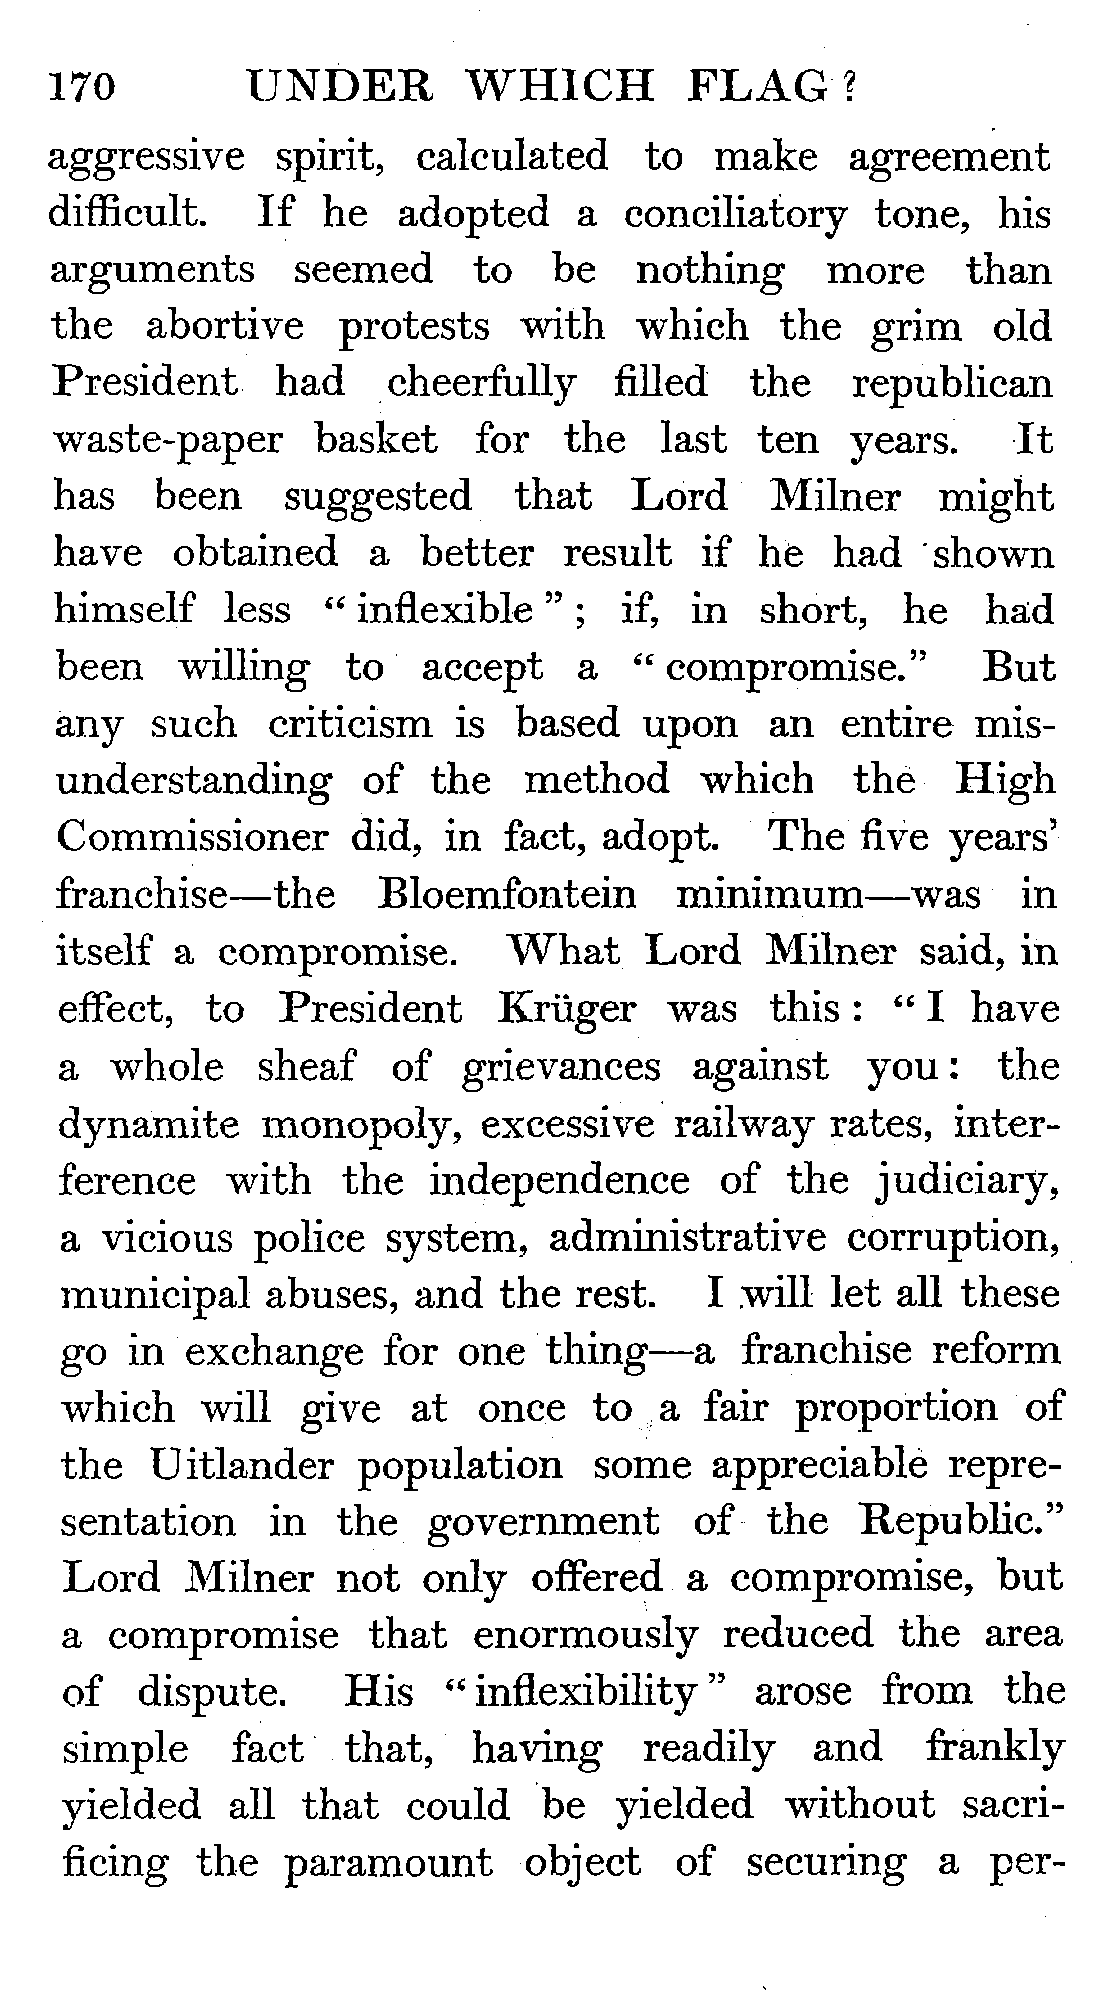 170 UNDER WHICH FLAG?
aggressive spirit, calculated to make agreement
difficult. If he adopted a conciliatory tone, his
arguments seemed to be nothing more than
the abortive protests with which the grim old
President had cheerfully filled the republican
waste-paper basket for the last ten years. It
has been suggested that Lord Milner might
have obtained a better result if he had shown
himself less “inflexible”; if, in short, he had
been willing to accept a “compromise.” But
any such criticism is based upon an entire mis-
understanding of the method which the High
Commissioner did, in fact, adopt. The five years’
franchise—the Bloemfontein minimum—was in
itself a compromise. What Lord Milner said, in
effect, to President Krüger was this: “I have
a whole sheaf of grievances against you: the
dynamite monopoly, excessive railway rates, inter-
ference with the independence of the judiciary,
a vicious police system, administrative corruption,
municipal abuses, and the rest. I will let all these
go in exchange for one thing—a franchise reform
which will give at once to a fair proportion of
the Uitlander population some appreciable repre-
sentation in the government of the Republic.”
Lord Milner not only offered a compromise, but
a compromise that enormously reduced the area
of dispute. His “inflexibility” arose from the
simple fact that, having readily and frankly
yielded all that could be yielded without sacri-
ficing the paramount object of securing a per-